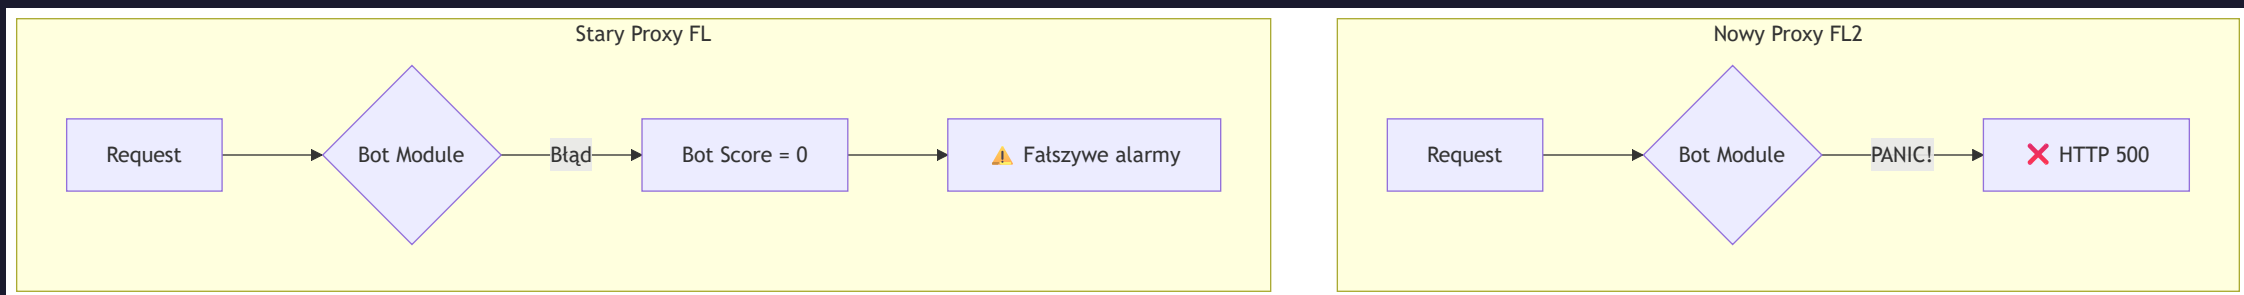 Stary Proxy FL
Request
Bot Module
Błąd
Bot Score = 0
⚠️ Fałszywe alarmy
Nowy Proxy FL2
Request
Bot Module
PANIC!
❌ HTTP 500